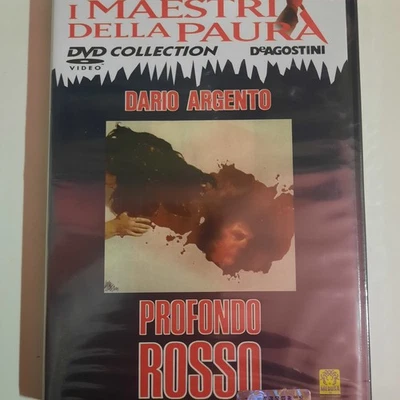 I MAESTRI
DELLA PAURA
DVD COLLECTION
VIDEO
DeAGOSTINI
DARIO ARGENTO
PROFONDO
ROSSO